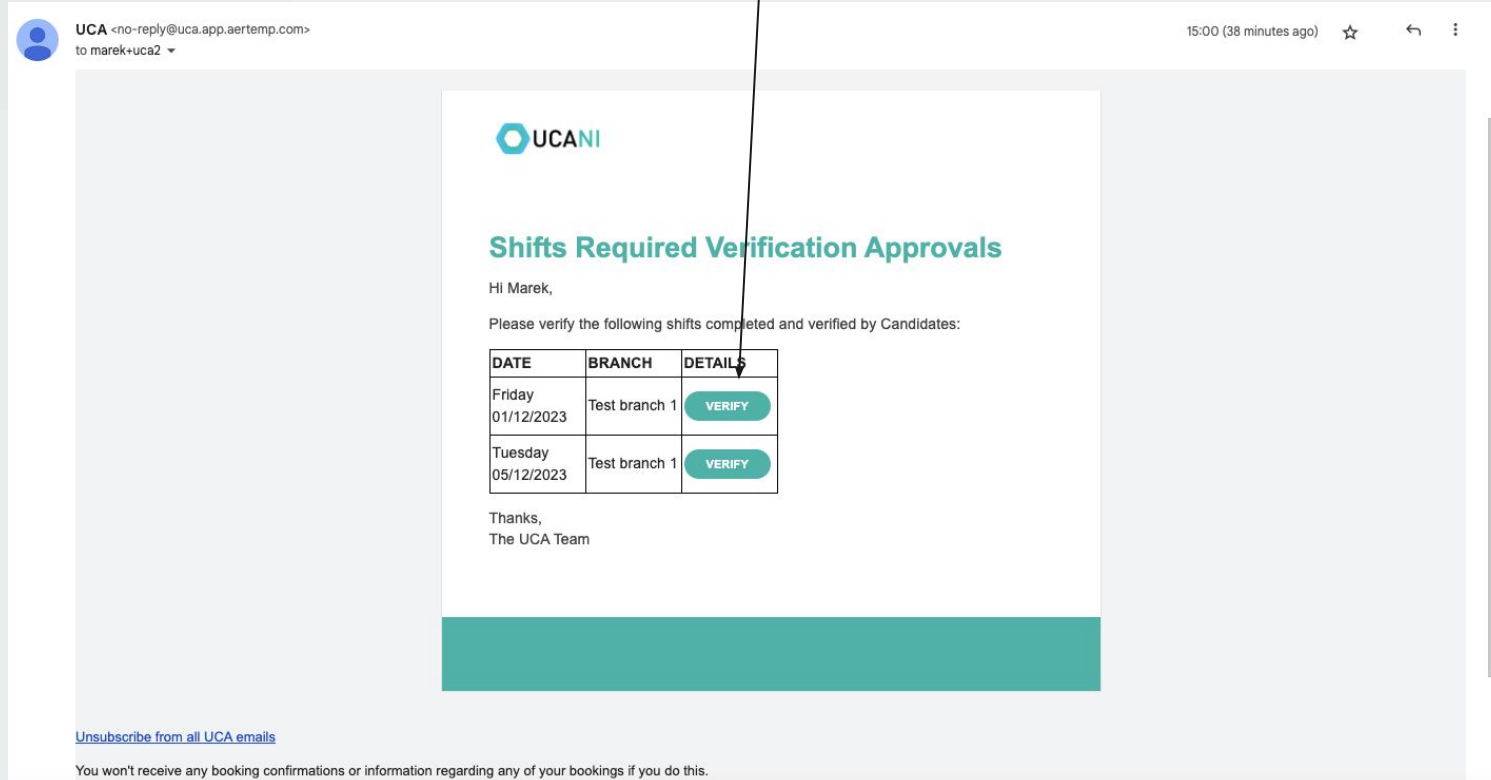 UCA <no-reply@uca.app.aertemp.com>
15:00 (38 minutes ago)
to marek+uca2
UCANI
Shifts Required Verification Approvals
Hi Marek,
Please verify the following shifts completed and verified by Candidates:
DATE BRANCH DETAILS
Friday
01/12/2023 Test branch 1 VERIFY
Tuesday
05/12/2023 Test branch 1 VERIFY
Thanks,
The UCA Team
Unsubscribe from all UCA emails
You won't receive any booking confirmations or information regarding any of your bookings if you do this.